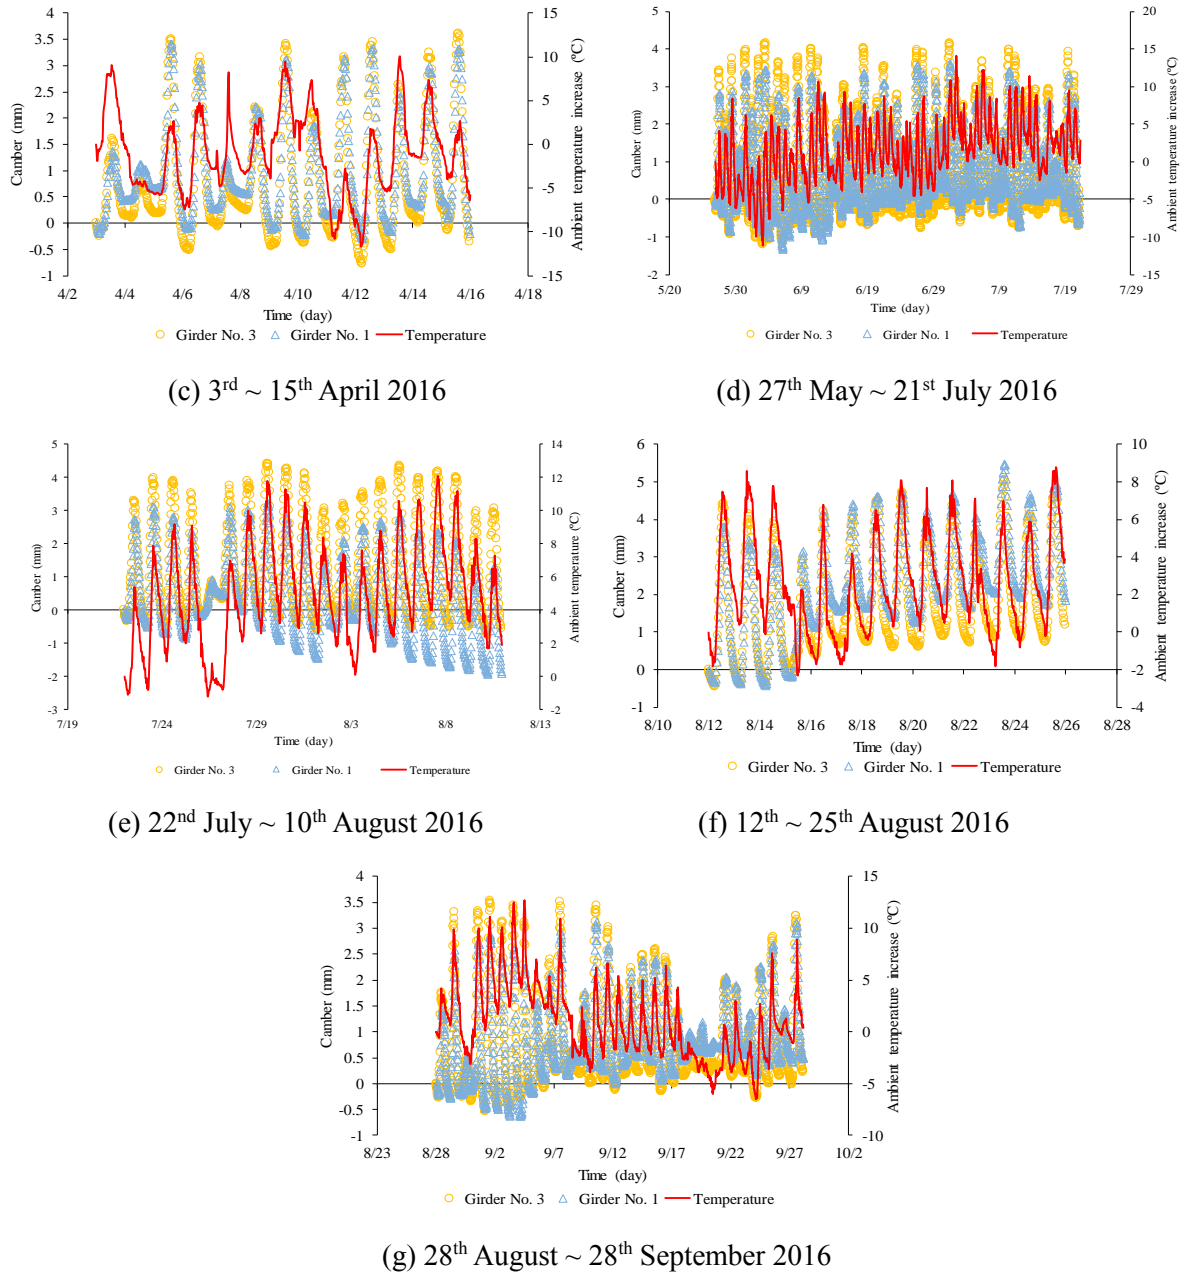 4
3.5
3
2.5
2
1.5
1
0.5
0
-0.5
-1
Camber (mm)
15
10
5
0
-5
-10
-15
Ambient temperature increase (ºC)
4/2 4/4 4/6 4/8 4/10 4/12 4/14 4/16 4/18
Time (day)
Girder No. 3 Girder No. 1 Temperature
(c) 3rd ~ 15th April 2016
5
4
3
2
1
0
-1
-2
Camber (mm)
20
15
10
5
0
-5
-10
-15
Ambient temperature increase (ºC)
5/20 5/30 6/9 6/19 6/29 7/9 7/19 7/29
Time (day)
Girder No. 3 Girder No. 1 Temperature
(d) 27th May ~ 21st July 2016
5
4
3
2
1
0
-1
-2
-3
Camber (mm)
14
12
10
8
6
4
2
0
-2
Ambient temperature (ºC)
7/19 7/24 7/29 8/3 8/8 8/13
Time (day)
Girder No. 3 Girder No. 1 Temperature
(e) 22nd July ~ 10th August 2016
6
5
4
3
2
1
0
-1
Camber (mm)
10
8
6
4
2
0
-2
-4
Ambient temperature increase (ºC)
8/10 8/12 8/14 8/16 8/18 8/20 8/22 8/24 8/26 8/28
Time (day)
Girder No. 3 Girder No. 1 Temperature
(f) 12th ~ 25th August 2016
4
3.5
3
2.5
2
1.5
1
0.5
0
-0.5
-1
Camber (mm)
15
10
5
0
-5
-10
Ambient temperature increase (ºC)
8/23 8/28 9/2 9/7 9/12 9/17 9/22 9/27 10/2
Time (day)
Girder No. 3 Girder No. 1 Temperature
(g) 28th August ~ 28th September 2016